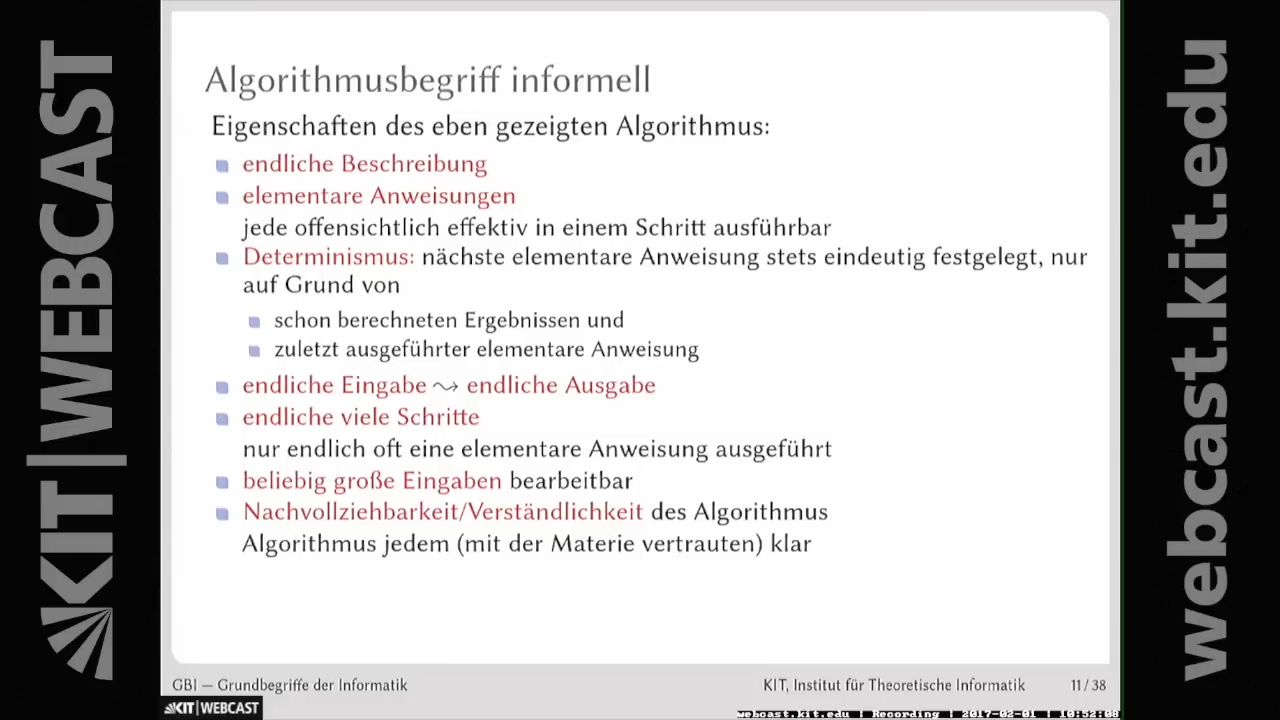 KIT|WEBCAST
Algorithmusbegriff informell
Eigenschaften des eben gezeigten Algorithmus:
endliche Beschreibung
elementare Anweisungen
jede offensichtlich effektiv in einem Schritt ausführbar
Determinismus: nächste elementare Anweisung stets eindeutig festgelegt, nur
auf Grund von
schon berechneten Ergebnissen und
zuletzt ausgeführter elementare Anweisung
endliche Eingabe ⤳ endliche Ausgabe
endliche viele Schritte
nur endlich oft eine elementare Anweisung ausgeführt
beliebig große Eingaben bearbeitbar
Nachvollziehbarkeit/Verständlichkeit des Algorithmus
Algorithmus jedem (mit der Materie vertrauten) klar
GBI — Grundbegriffe der Informatik
KIT, Institut für Theoretische Informatik
11 / 38
KIT|WEBCAST
webcast.kit.edu | Recording | 2017-02-01 | 10:52:08
webcast.kit.edu